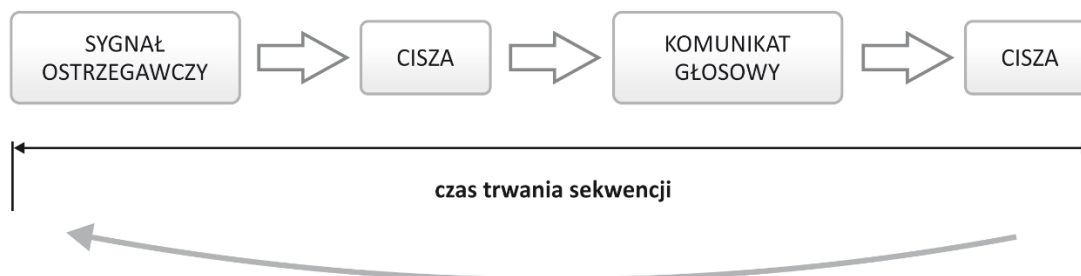 SYGNAŁ
OSTRZEGAWCZY
CISZA
KOMUNIKAT
GŁOSOWY
CISZA
czas trwania sekwencji